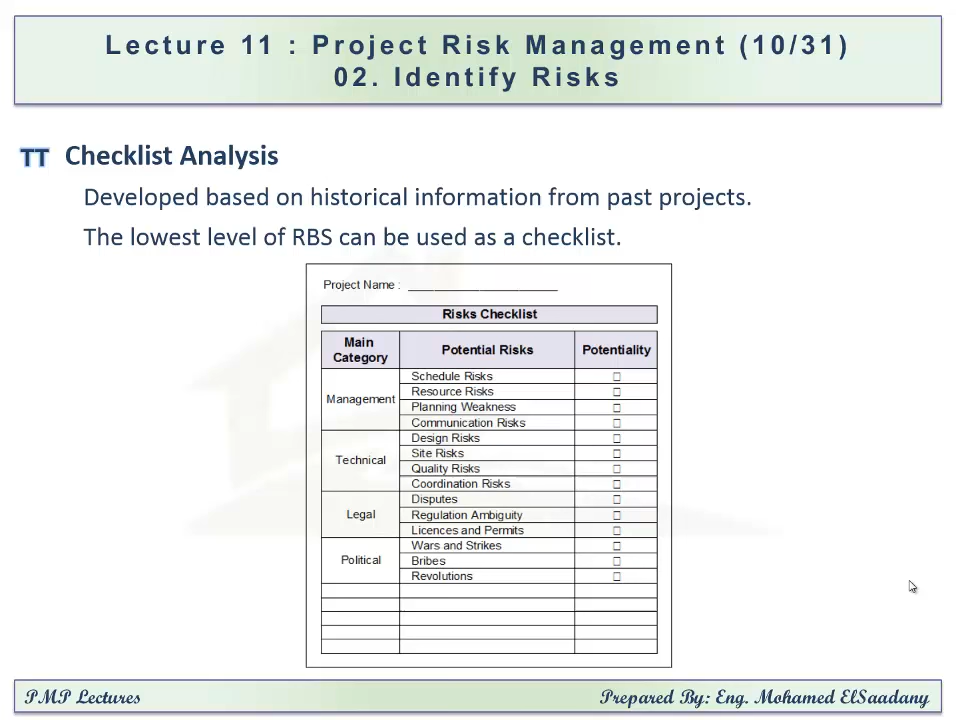 Lecture 11 : Project Risk Management (10/31)
02. Identify Risks
TT Checklist Analysis
Developed based on historical information from past projects.
The lowest level of RBS can be used as a checklist.
Project Name : ______________________
Risks Checklist
Main Category Potential Risks Potentiality
Management
Schedule Risks
Resource Risks
Planning Weakness
Communication Risks
Technical
Design Risks
Site Risks
Quality Risks
Coordination Risks
Legal
Disputes
Regulation Ambiguity
Licences and Permits
Political
Wars and Strikes
Bribes
Revolutions
PMP Lectures
Prepared By: Eng. Mohamed ElSaadany